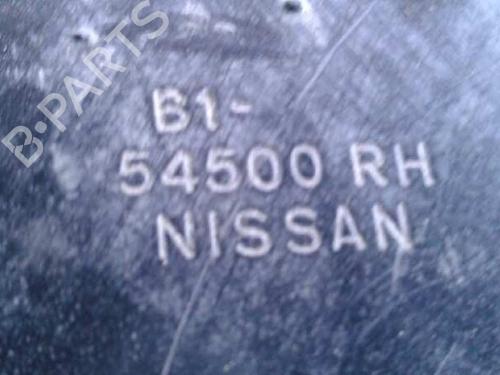 B-PARTS
B1-
54500 RH
NISSAN